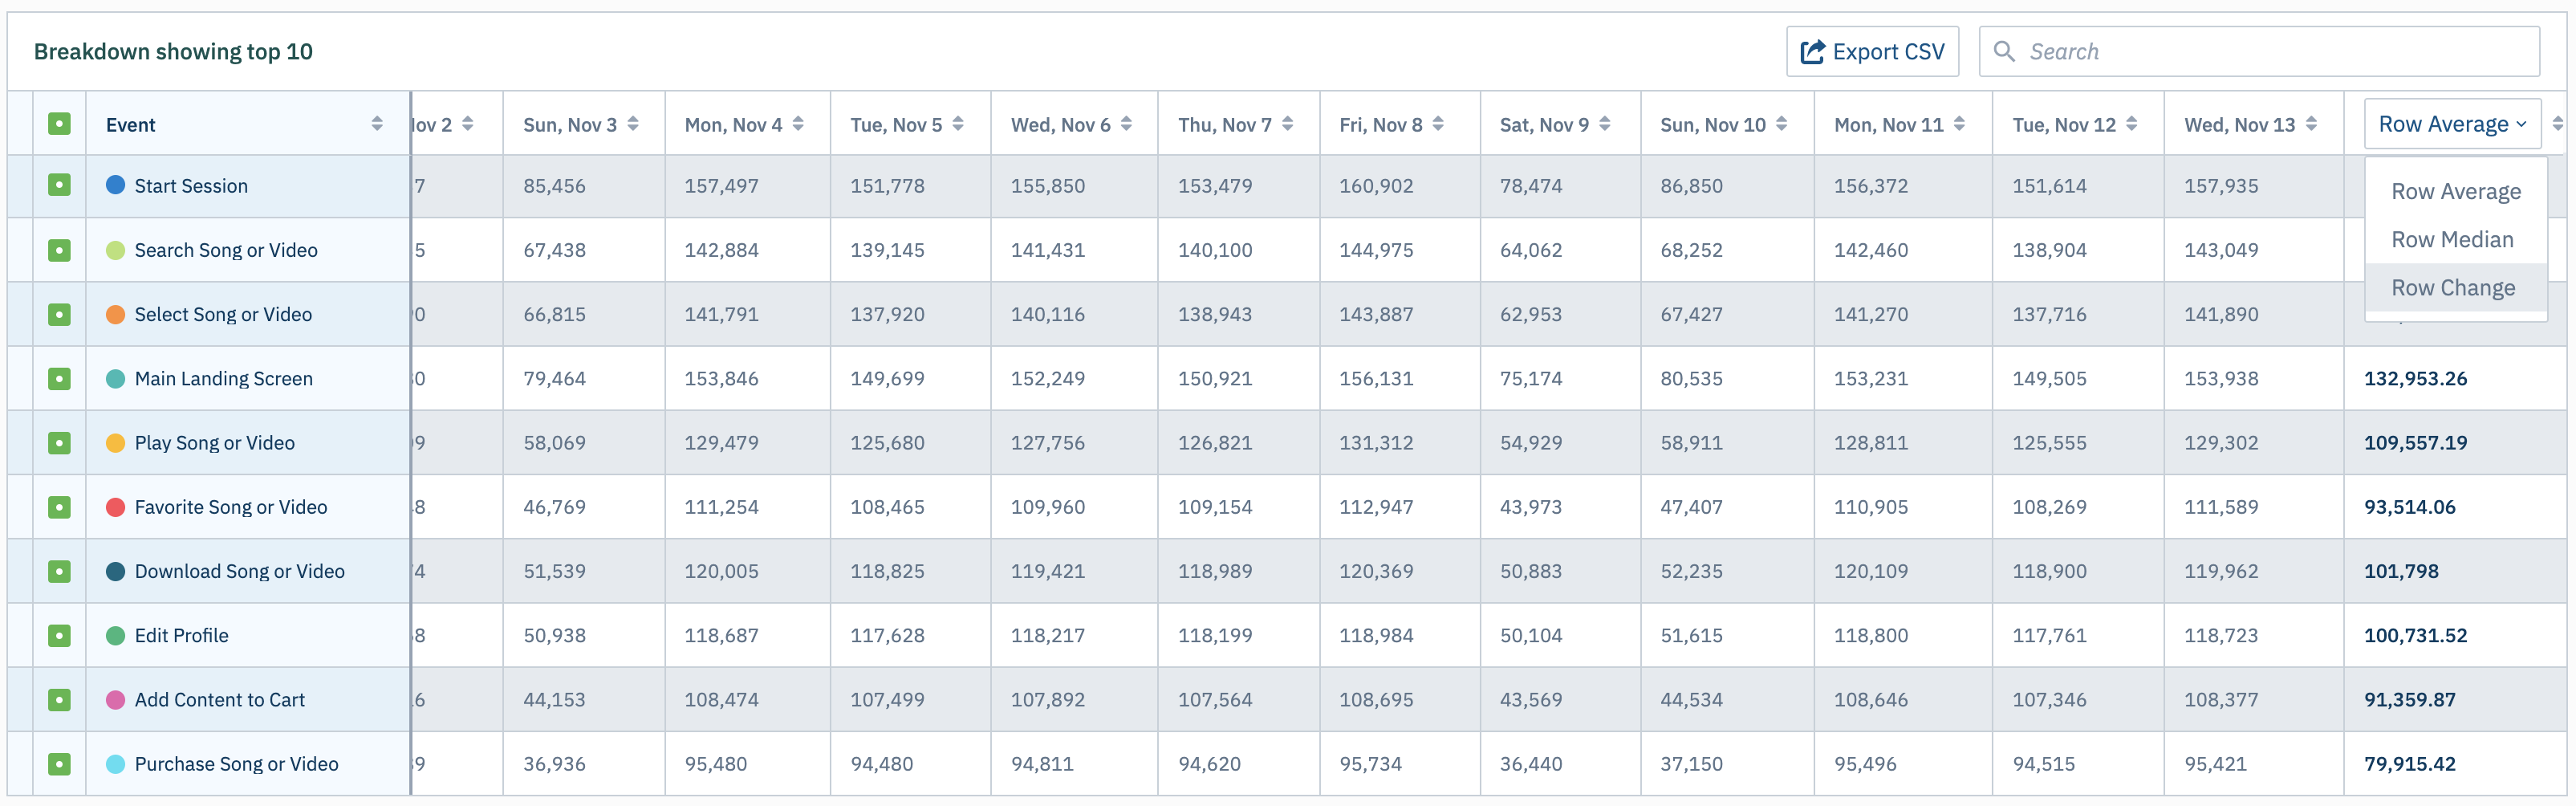 Breakdown showing top 10 Export CSV Search
Event 2 Sun, Nov 3 Mon, Nov 4 Tue, Nov 5 Wed, Nov 6 Thu, Nov 7 Fri, Nov 8 Sat, Nov 9 Sun, Nov 10 Mon, Nov 11 Tue, Nov 12 Wed, Nov 13 Row Average
Start Session 7 85,456 157,497 151,778 155,850 153,479 160,902 78,474 86,850 156,372 151,614 157,935
Row Average
Search Song or Video 5 67,438 142,884 139,145 141,431 140,100 144,975 64,062 68,252 142,460 138,904 143,049
Row Median
Select Song or Video 0 66,815 141,791 137,920 140,116 138,943 143,887 62,953 67,427 141,270 137,716 141,890
Row Change
Main Landing Screen 0 79,464 153,846 149,699 152,249 150,921 156,131 75,174 80,535 153,231 149,505 153,938 132,953.26
Play Song or Video 9 58,069 129,479 125,680 127,756 126,821 131,312 54,929 58,911 128,811 125,555 129,302 109,557.19
Favorite Song or Video 8 46,769 111,254 108,465 109,960 109,154 112,947 43,973 47,407 110,905 108,269 111,589 93,514.06
Download Song or Video 4 51,539 120,005 118,825 119,421 118,989 120,369 50,883 52,235 120,109 118,900 119,962 101,798
Edit Profile 8 50,938 118,687 117,628 118,217 118,199 118,984 50,104 51,615 118,800 117,761 118,723 100,731.52
Add Content to Cart 6 44,153 108,474 107,499 107,892 107,564 108,695 43,569 44,534 108,646 107,346 108,377 91,359.87
Purchase Song or Video 9 36,936 95,480 94,480 94,811 94,620 95,734 36,440 37,150 95,496 94,515 95,421 79,915.42